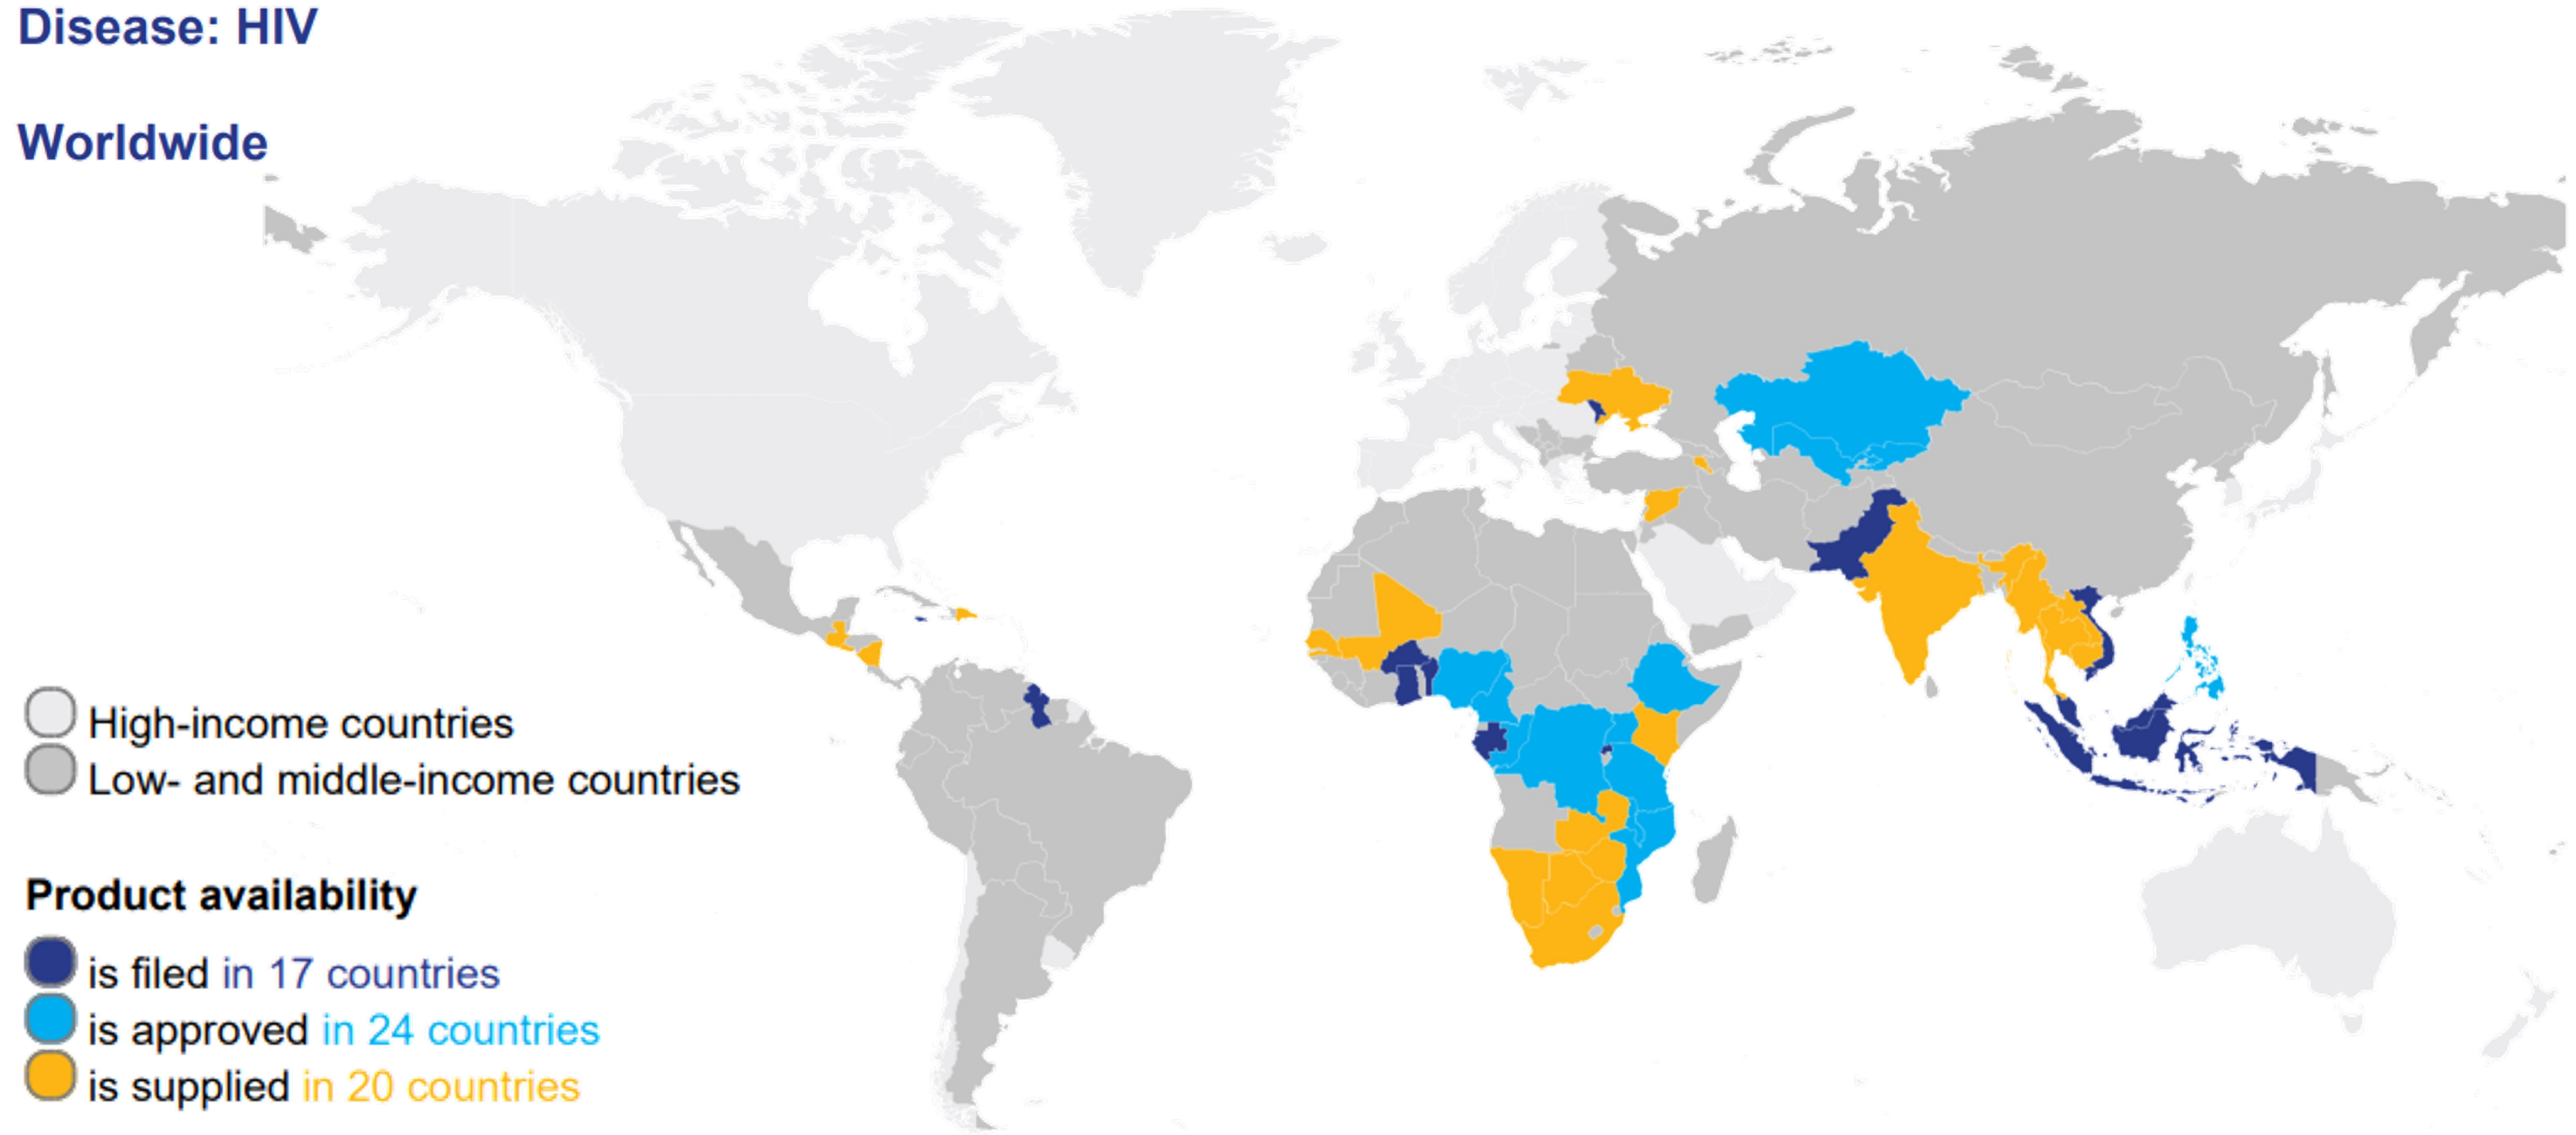 Disease: HIV
Worldwide
High-income countries
Low- and middle-income countries
Product availability
is filed in 17 countries
is approved in 24 countries
is supplied in 20 countries